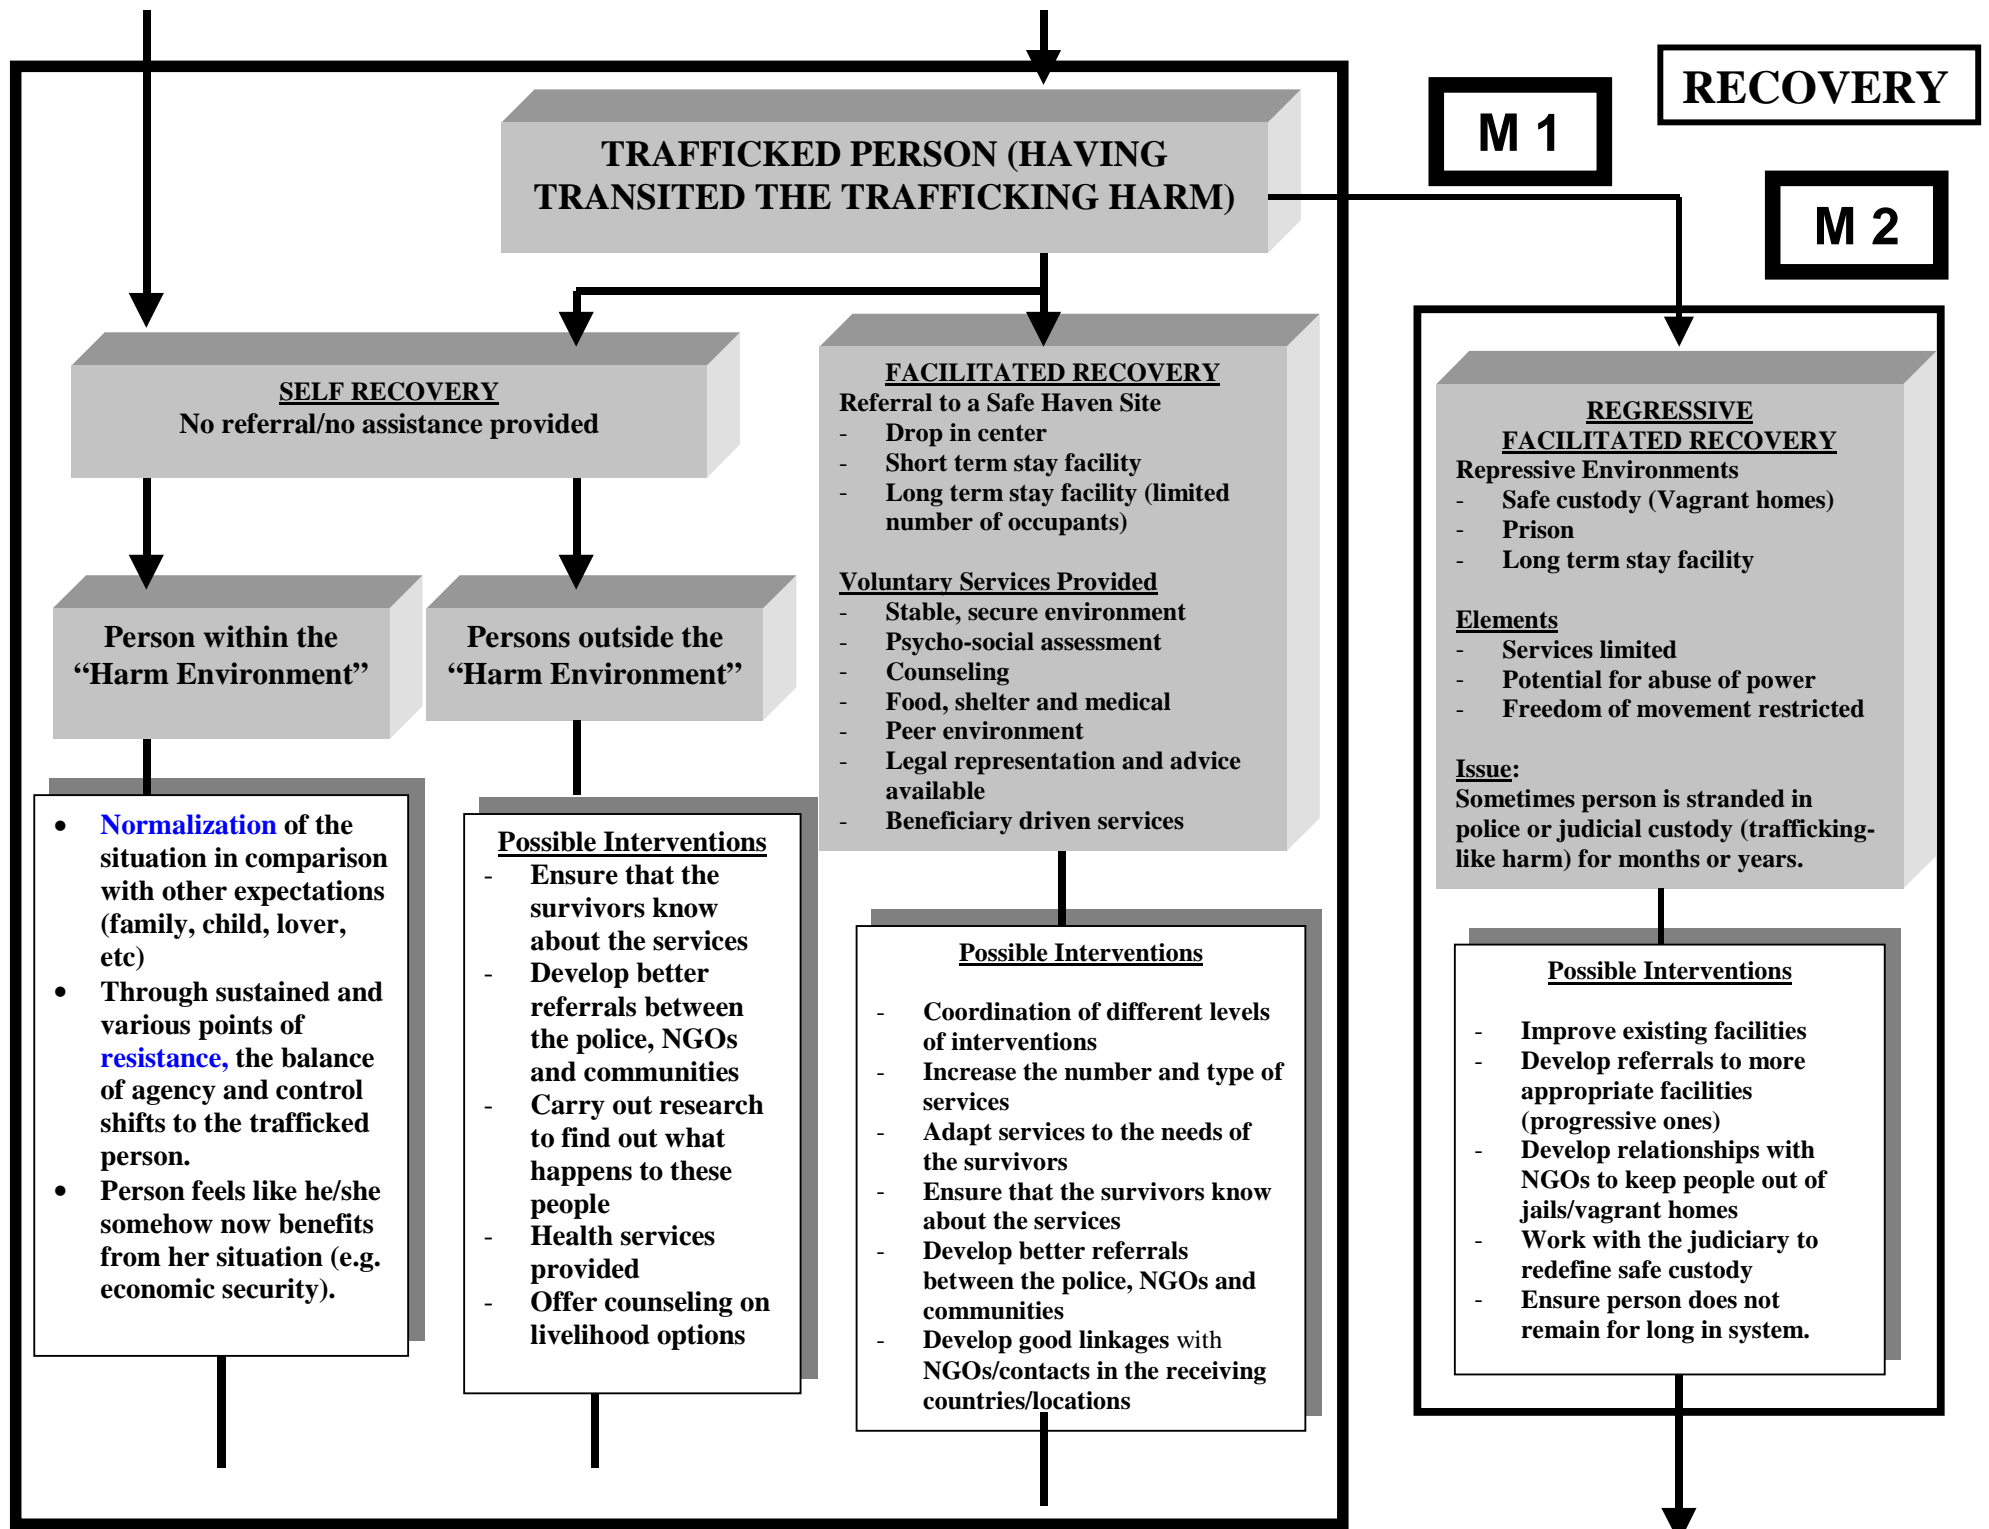 RECOVERY
M 1
M 2
TRAFFICKED PERSON (HAVING
TRANSITED THE TRAFFICKING HARM)
SELF RECOVERY
No referral/no assistance provided
Person within the
“Harm Environment”
Persons outside the
“Harm Environment”
• Normalization of the
situation in comparison
with other expectations
(family, child, lover,
etc)
• Through sustained and
various points of
resistance, the balance
of agency and control
shifts to the trafficked
person.
• Person feels like he/she
somehow now benefits
from her situation (e.g.
economic security).
Possible Interventions
- Ensure that the
survivors know
about the services
- Develop better
referrals between
the police, NGOs
and communities
- Carry out research
to find out what
happens to these
people
- Health services
provided
- Offer counseling on
livelihood options
FACILITATED RECOVERY
Referral to a Safe Haven Site
- Drop in center
- Short term stay facility
- Long term stay facility (limited
number of occupants)
Voluntary Services Provided
- Stable, secure environment
- Psycho-social assessment
- Counseling
- Food, shelter and medical
- Peer environment
- Legal representation and advice
available
- Beneficiary driven services
Possible Interventions
- Coordination of different levels
of interventions
- Increase the number and type of
services
- Adapt services to the needs of
the survivors
- Ensure that the survivors know
about the services
- Develop better referrals
between the police, NGOs and
communities
- Develop good linkages with
NGOs/contacts in the receiving
countries/locations
REGRESSIVE
FACILITATED RECOVERY
Repressive Environments
- Safe custody (Vagrant homes)
- Prison
- Long term stay facility
Elements
- Services limited
- Potential for abuse of power
- Freedom of movement restricted
Issue:
Sometimes person is stranded in
police or judicial custody (trafficking-
like harm) for months or years.
Possible Interventions
- Improve existing facilities
- Develop referrals to more
appropriate facilities
(progressive ones)
- Develop relationships with
NGOs to keep people out of
jails/vagrant homes
- Work with the judiciary to
redefine safe custody
- Ensure person does not
remain for long in system.